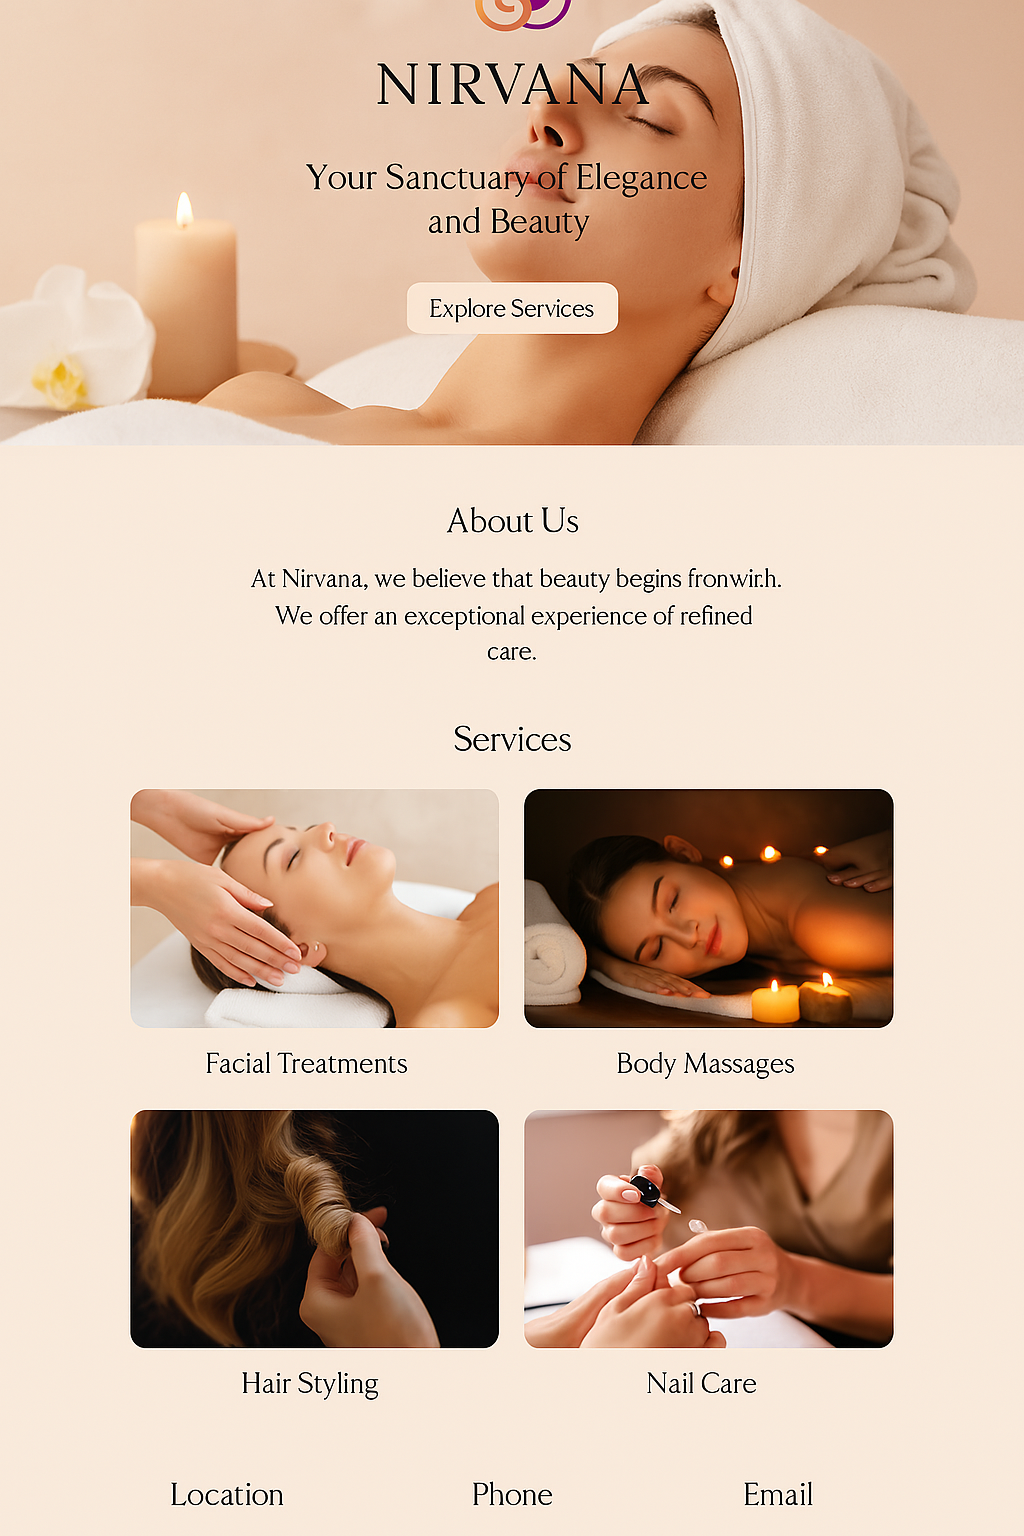 NIRVANA
Your Sanctuary of Elegance
and Beauty
Explore Services
About Us
At Nirvana, we believe that beauty begins fronwir.h.
We offer an exceptional experience of refined
care.
Services
Facial Treatments
Body Massages
Hair Styling
Nail Care
Location
Phone
Email